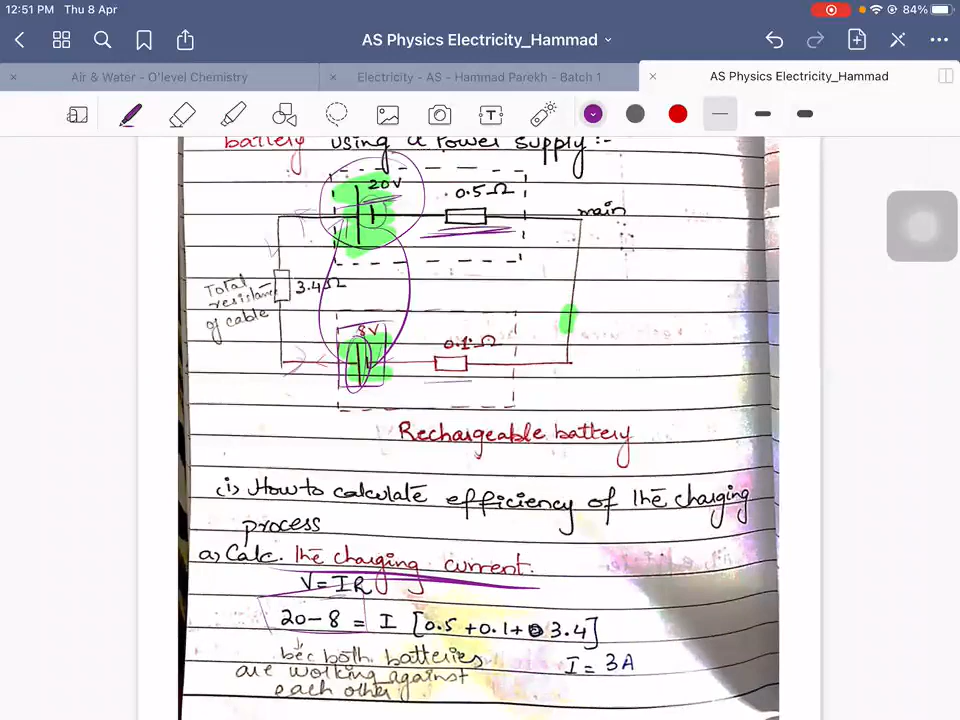 12:51 PM Thu 8 Apr
84%
AS Physics Electricity_Hammad
Air & Water - O'level Chemistry
Electricity - AS - Hammad Parekh - Batch 1
AS Physics Electricity_Hammad
battery using a Power supply :-
20V
0.5Ω
main
Total
resistance
of cable
3.4Ω
8V
0.1Ω
Rechargeable battery
(i) How to calculate efficiency of the charging
process
a) Calc. the charging current.
V=IR
20-8 = I [0.5+0.1+3.4]
bec both batteries
are working against
each other
I = 3A